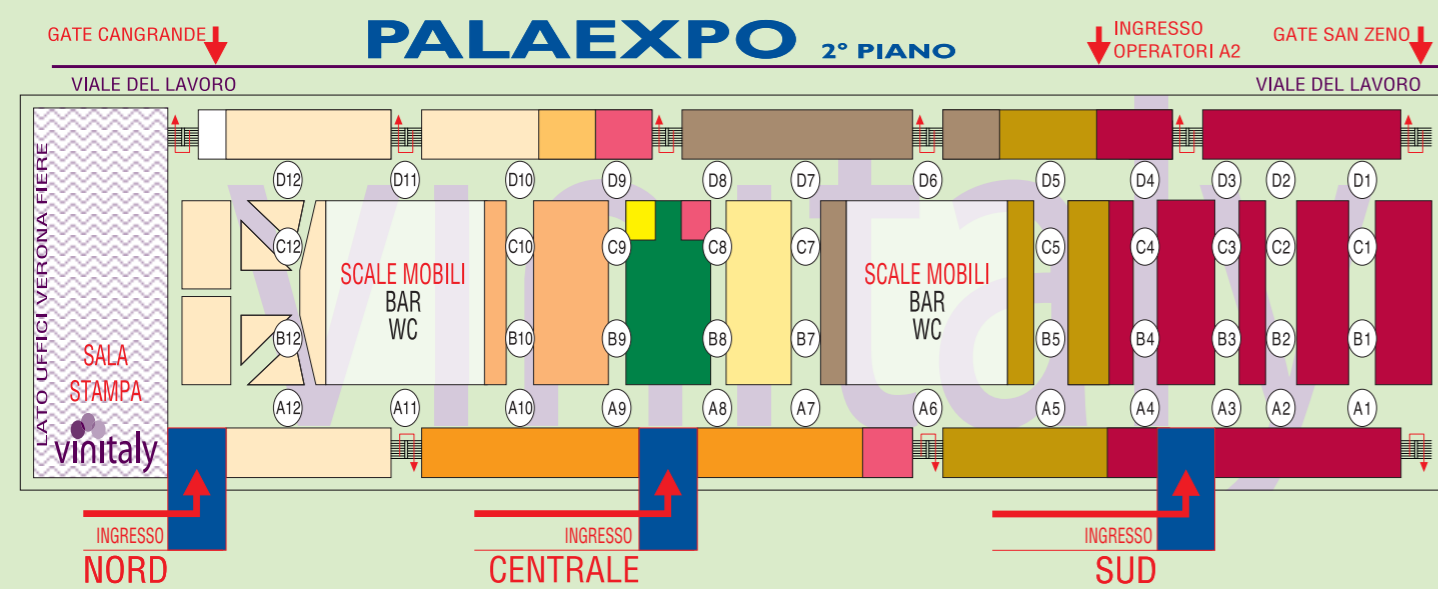 PALAEXPO 2° PIANO
GATE CANGRANDE
INGRESSO
OPERATORI A2
GATE SAN ZENO
VIALE DEL LAVORO
VIALE DEL LAVORO
LATO UFFICI VERONA FIERE
vinitaly
D12
D11
D10
D9
D8
D7
D6
D5
D4
D3
D2
D1
C12
C10
C9
C8
C7
C5
C4
C3
C2
C1
SCALE MOBILI
BAR
WC
SCALE MOBILI
BAR
WC
B12
B10
B9
B8
B7
B5
B4
B3
B2
B1
SALA
STAMPA
vinitaly
A12
A11
A10
A9
A8
A7
A6
A5
A4
A3
A2
A1
INGRESSO
NORD
INGRESSO
CENTRALE
INGRESSO
SUD